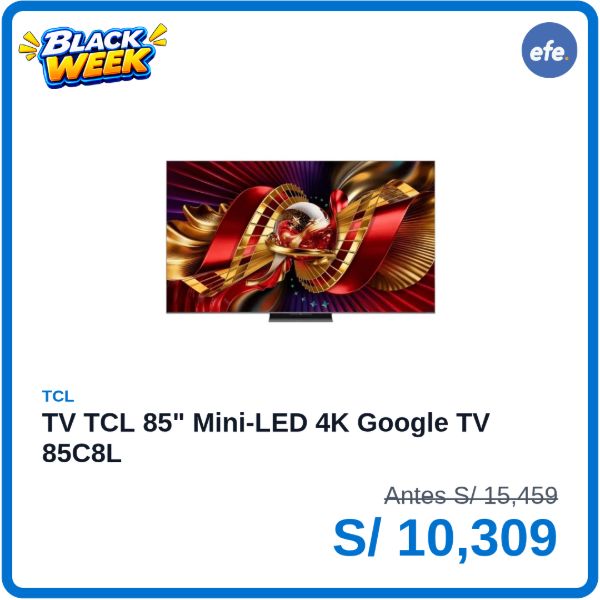 BLACK
WEEK
efe.
TCL
TV TCL 85" Mini-LED 4K Google TV
85C8L
Antes S/ 15,459
S/ 10,309